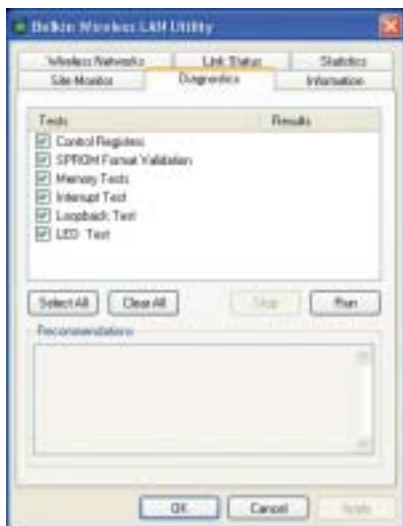 Belkin Wireless LAN Utility
Wireless Networks Link Status Statistics
Site Monitor Diagnostics Information
Tests Results
Control Registers
SPROM Format Validation
Memory Tests
Interrupt Test
Loopback Test
LED Test
Select All Clear All Stop Run
Recommendations
OK Cancel Apply